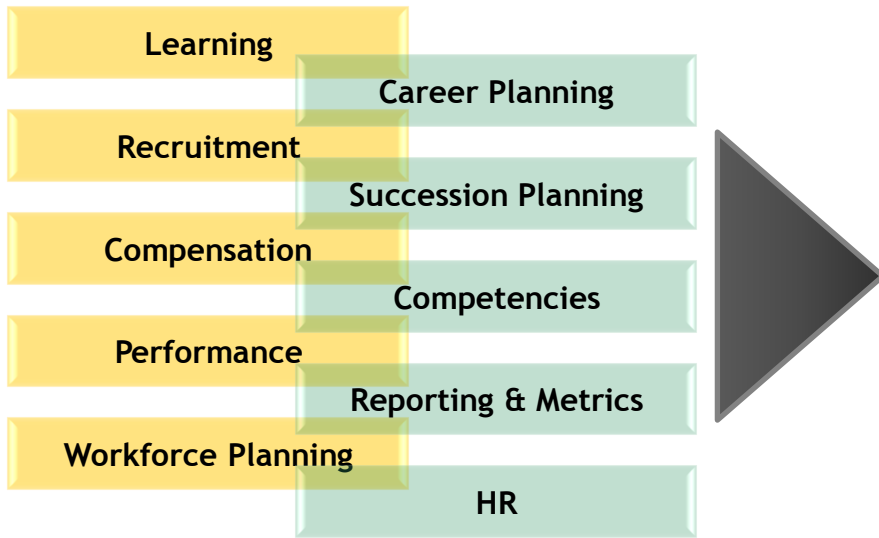 Learning
Career Planning
Recruitment
Succession Planning
Compensation
Competencies
Performance
Reporting & Metrics
Workforce Planning
HR